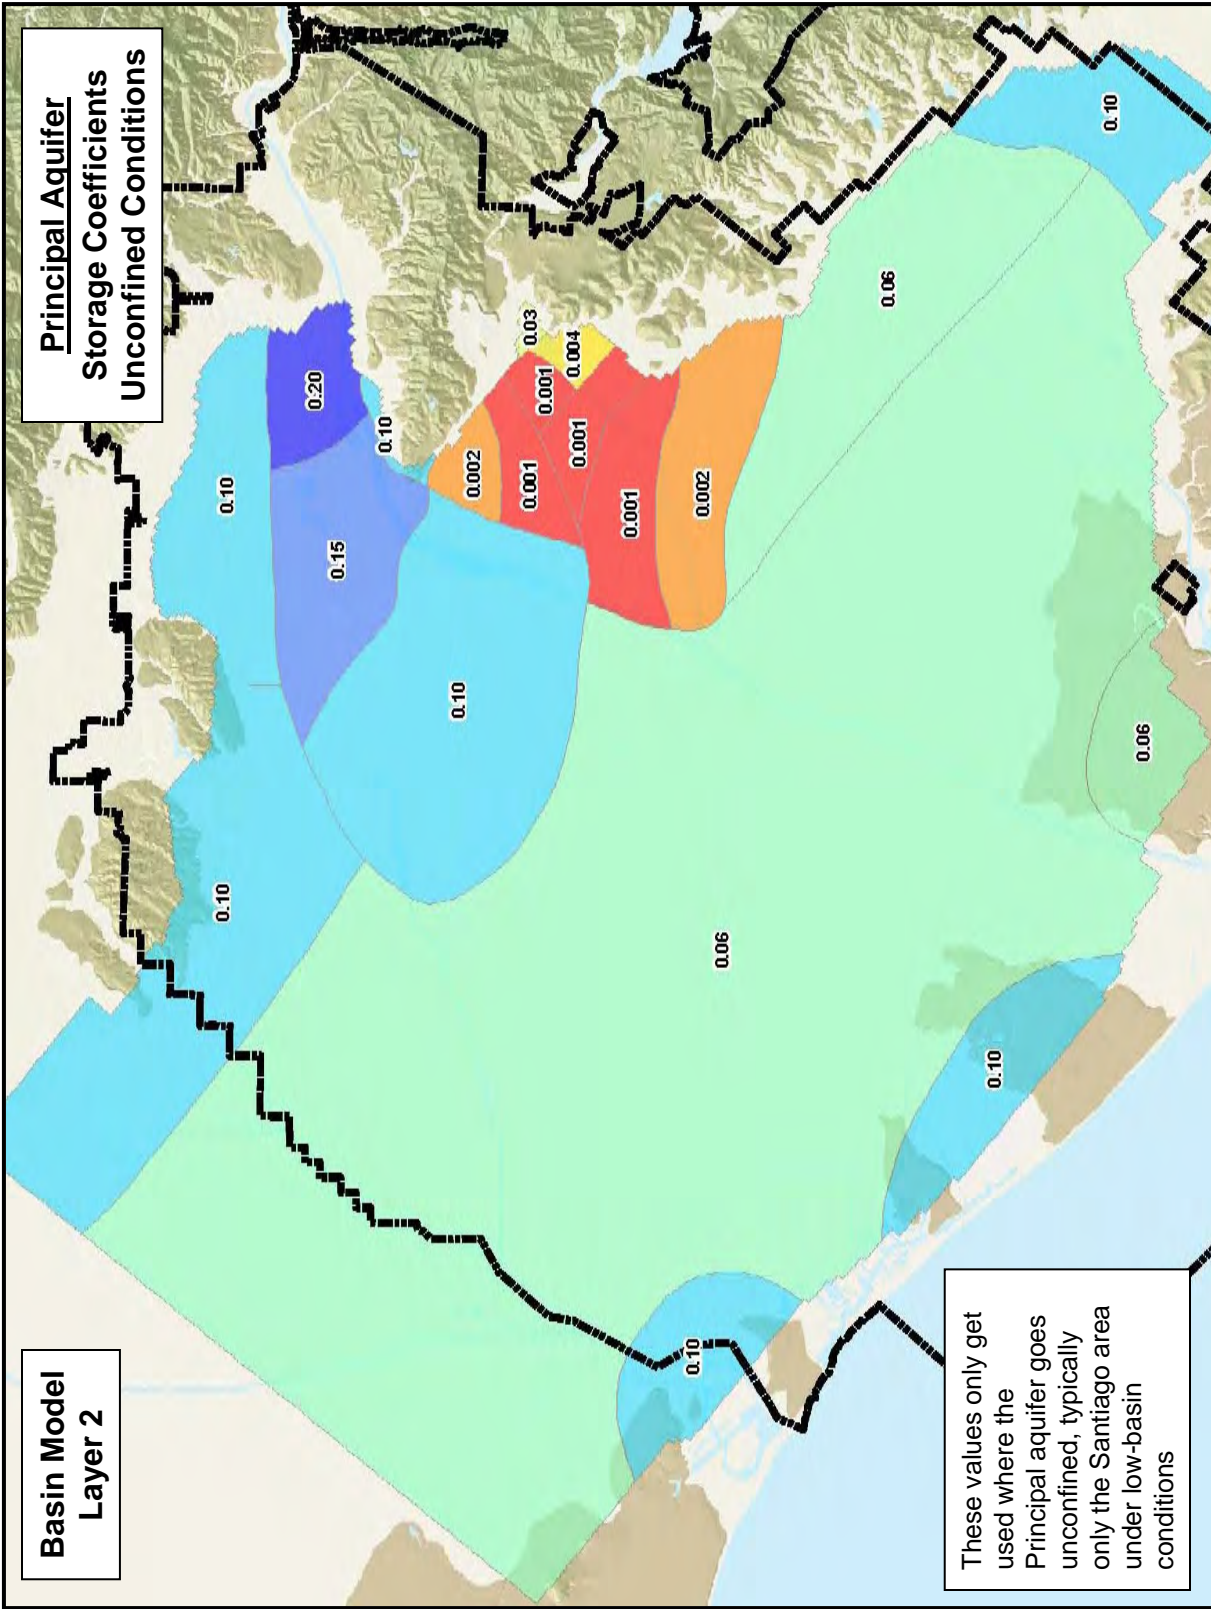 Basin Model
Layer 2
Principal Aquifer
Storage Coefficients
Unconfined Conditions
0.10
0.10
0.20
0.15
0.10
0.10
0.002
0.001
0.03
0.001
0.004
0.001
0.001
0.10
0.002
0.06
0.06
0.10
0.10
0.06
These values only get
used where the
Principal aquifer goes
unconfined, typically
only the Santiago area
under low-basin
conditions